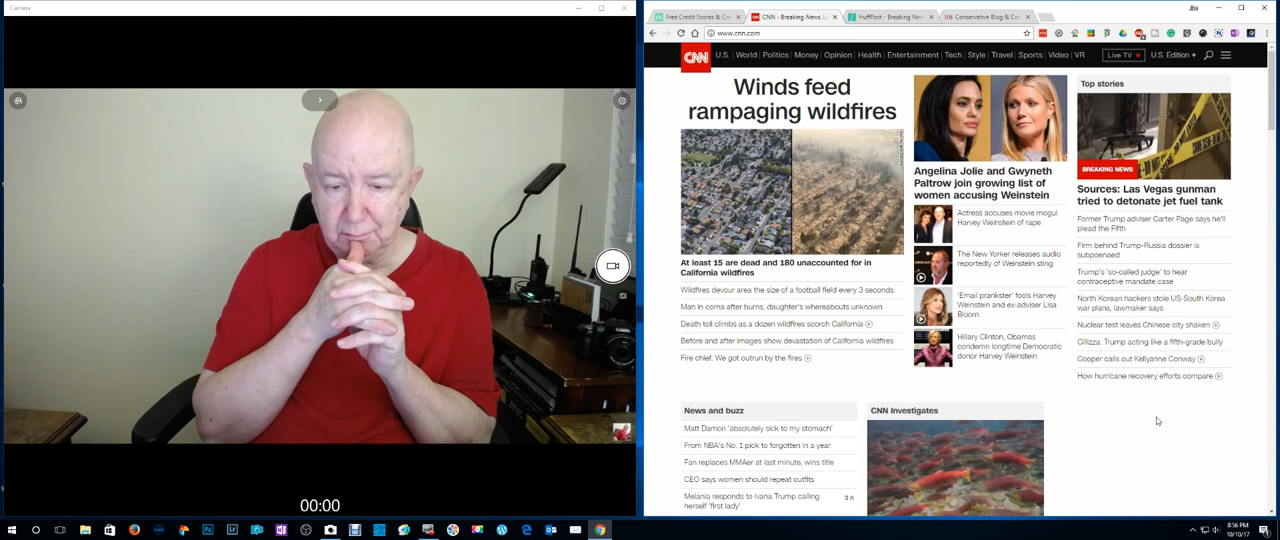 Camera
00:00
Free Credit Scores & Cre
CNN - Breaking News, La
HuffPost - Breaking New
Conservative Blog & Con
Jim
www.cnn.com
CNN
U.S. World Politics Money Opinion Health Entertainment Tech Style Travel Sports Video VR
Live TV
U.S. Edition +
Winds feed
rampaging wildfires
At least 15 are dead and 180 unaccounted for in
California wildfires
Wildfires devour area the size of a football field every 3 seconds
Man in coma after burns, daughter's whereabouts unknown
Death toll climbs as a dozen wildfires scorch California
Before and after images show devastation of California wildfires
Fire chief: We got outrun by the fires
Angelina Jolie and Gwyneth
Paltrow join growing list of
women accusing Weinstein
Actress accuses movie mogul
Harvey Weinstein of rape
The New Yorker releases audio
reportedly of Weinstein sting
'Email prankster' fools Harvey
Weinstein and ex-adviser Lisa
Bloom
Hillary Clinton, Obamas
condemn longtime Democratic
donor Harvey Weinstein
Top stories
BREAKING NEWS
Sources: Las Vegas gunman
tried to detonate jet fuel tank
Former Trump adviser Carter Page says he'll
plead the Fifth
Firm behind Trump-Russia dossier is
subpoenaed
Trump's 'so-called judge' to hear
contraceptive mandate case
North Korean hackers stole US-South Korea
war plans, lawmaker says
Nuclear test leaves Chinese city shaken
Cillizza: Trump acting like a fifth-grade bully
Cooper calls out Kellyanne Conway
How hurricane recovery efforts compare
News and buzz
Matt Damon 'absolutely sick to my stomach'
From NBA's No. 1 pick to forgotten in a year
Fan replaces MMAer at last minute, wins title
CEO says women should repeat outfits
Melania responds to Ivana Trump calling 3 h
herself 'first lady'
CNN Investigates
8:56 PM
10/10/17